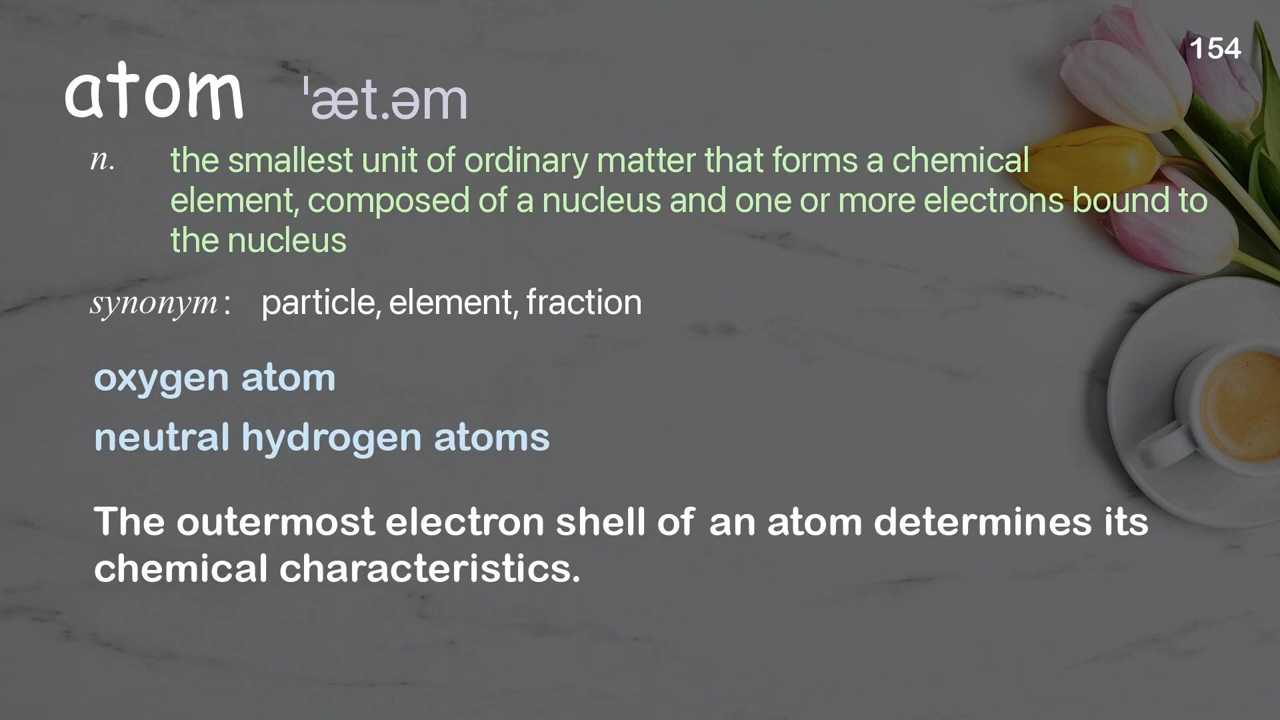 154
atom ˈæt.əm
n. the smallest unit of ordinary matter that forms a chemical
element, composed of a nucleus and one or more electrons bound to
the nucleus
synonym: particle, element, fraction
oxygen atom
neutral hydrogen atoms
The outermost electron shell of an atom determines its
chemical characteristics.